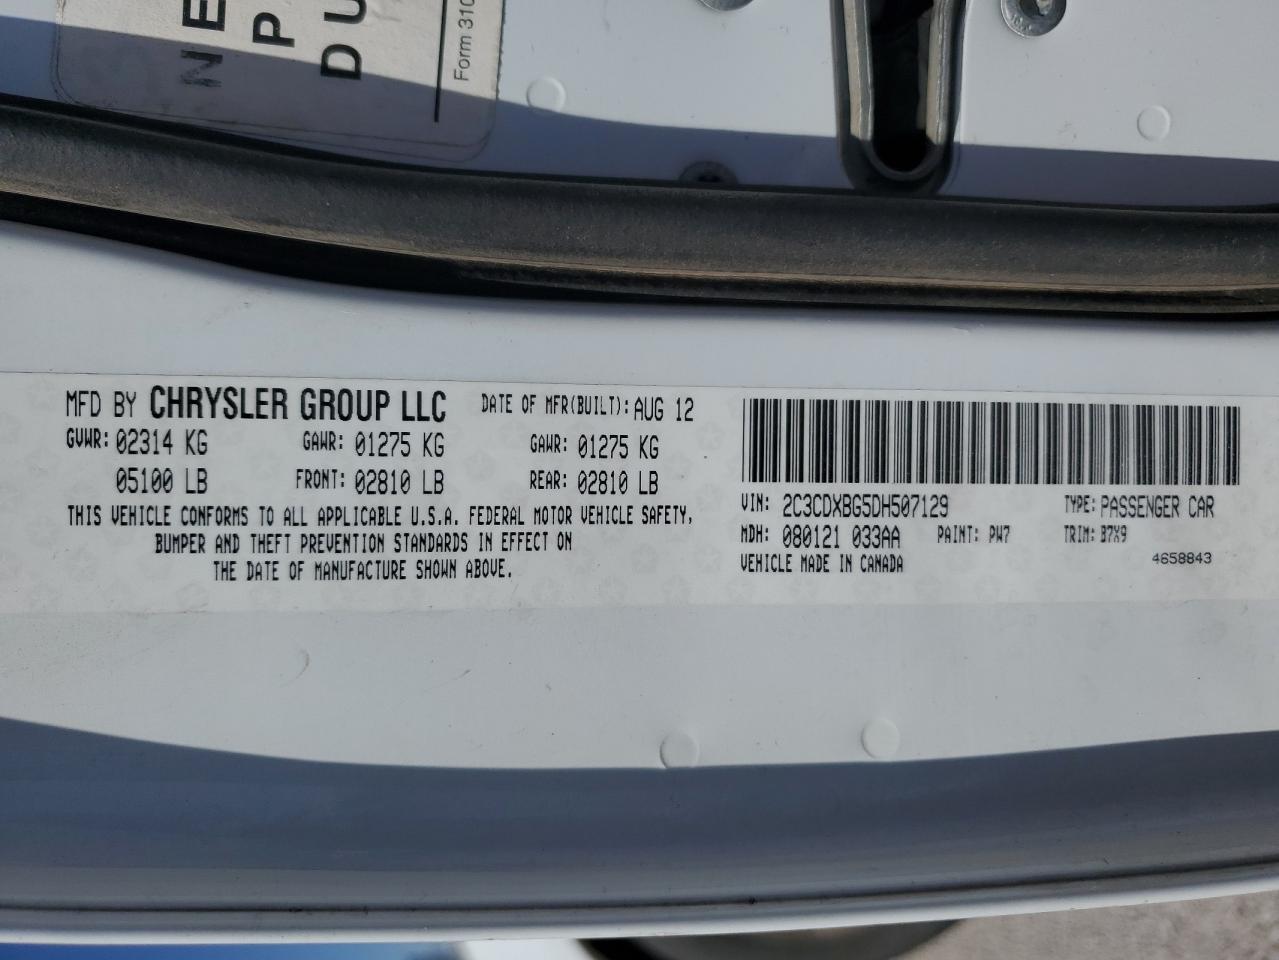 NE
P
DU
Form 310
MFD BY CHRYSLER GROUP LLC
DATE OF MFR(BUILT): AUG 12
GVWR: 02314 KG
GAWR: 01275 KG
GAWR: 01275 KG
05100 LB
FRONT: 02810 LB
REAR: 02810 LB
THIS VEHICLE CONFORMS TO ALL APPLICABLE U.S.A. FEDERAL MOTOR VEHICLE SAFETY,
BUMPER AND THEFT PREVENTION STANDARDS IN EFFECT ON
THE DATE OF MANUFACTURE SHOWN ABOVE.
VIN: 2C3CDXBG5DH507129
TYPE: PASSENGER CAR
MDH: 080121 033AA
PAINT: PW7
TRIM: B7X9
VEHICLE MADE IN CANADA
4658843